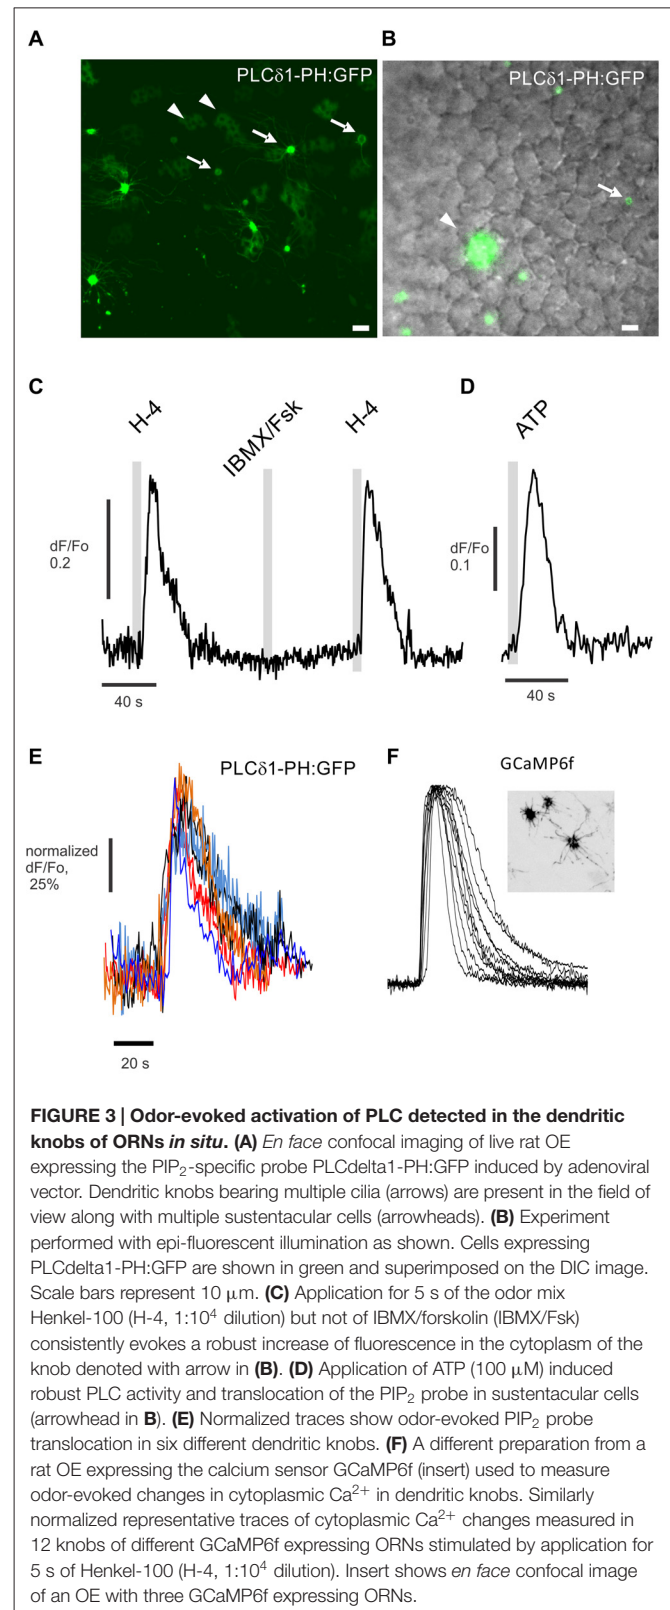 A
B
PLCδ1-PH:GFP
PLCδ1-PH:GFP
C
D
H-4
IBMX/Fsk
H-4
ATP
dF/Fo
0.2
dF/Fo
0.1
40 s
40 s
E
PLCδ1-PH:GFP
F
GCaMP6f
normalized
dF/Fo,
25%
20 s
FIGURE 3 | Odor-evoked activation of PLC detected in the dendritic
knobs of ORNs in situ. (A) En face confocal imaging of live rat OE
expressing the PIP₂-specific probe PLCdelta1-PH:GFP induced by adenoviral
vector. Dendritic knobs bearing multiple cilia (arrows) are present in the field of
view along with multiple sustentacular cells (arrowheads). (B) Experiment
performed with epi-fluorescent illumination as shown. Cells expressing
PLCdelta1-PH:GFP are shown in green and superimposed on the DIC image.
Scale bars represent 10 μm. (C) Application for 5 s of the odor mix
Henkel-100 (H-4, 1:10⁴ dilution) but not of IBMX/forskolin (IBMX/Fsk)
consistently evokes a robust increase of fluorescence in the cytoplasm of the
knob denoted with arrow in (B). (D) Application of ATP (100 μM) induced
robust PLC activity and translocation of the PIP₂ probe in sustentacular cells
(arrowhead in B). (E) Normalized traces show odor-evoked PIP₂ probe
translocation in six different dendritic knobs. (F) A different preparation from a
rat OE expressing the calcium sensor GCaMP6f (insert) used to measure
odor-evoked changes in cytoplasmic Ca²⁺ in dendritic knobs. Similarly
normalized representative traces of cytoplasmic Ca²⁺ changes measured in
12 knobs of different GCaMP6f expressing ORNs stimulated by application for
5 s of Henkel-100 (H-4, 1:10⁴ dilution). Insert shows en face confocal image
of an OE with three GCaMP6f expressing ORNs.